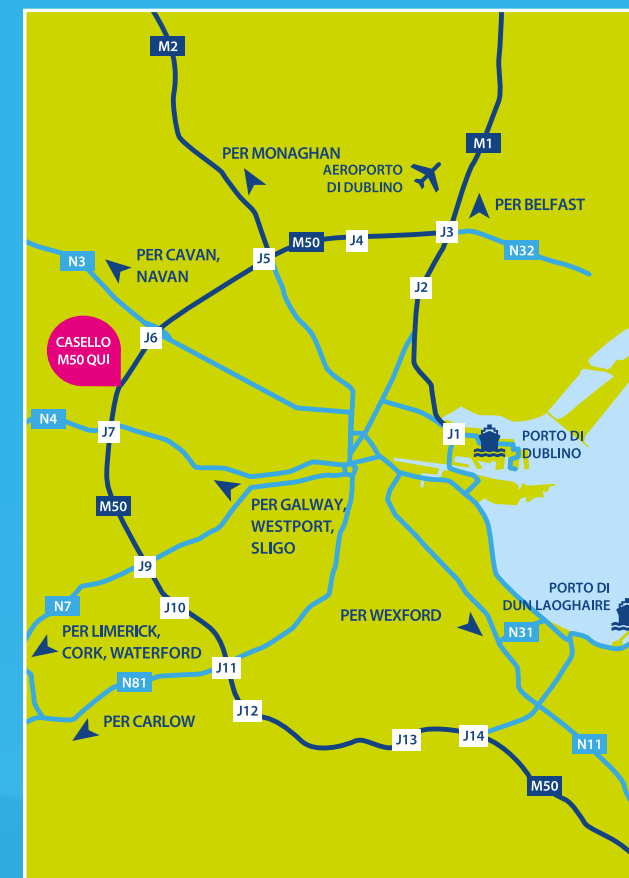 M2
M1
PER MONAGHAN
AEROPORTO
DI DUBLINO
PER BELFAST
J3
M50
J4
N32
PER CAVAN,
NAVAN
N3
J5
J2
J6
CASELLO
M50 QUI
N4
J7
J1
PORTO DI
DUBLINO
M50
PER GALWAY,
WESTPORT,
SLIGO
J9
PORTO DI
DUN LAOGHAIRE
N7
J10
PER WEXFORD
N31
PER LIMERICK,
CORK, WATERFORD
J11
N81
J12
PER CARLOW
J13
J14
N11
M50